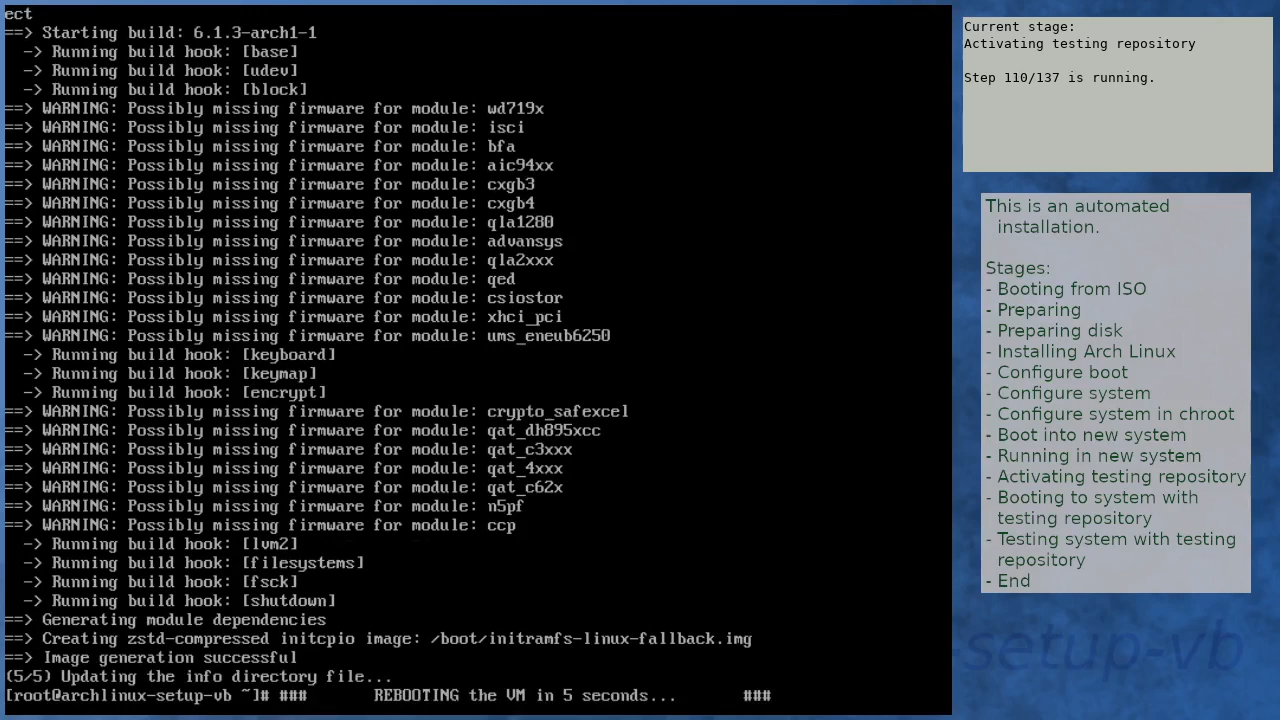 ect
==> Starting build: 6.1.3-arch1-1
  -> Running build hook: [base]
  -> Running build hook: [udev]
  -> Running build hook: [block]
==> WARNING: Possibly missing firmware for module: wd719x
==> WARNING: Possibly missing firmware for module: isci
==> WARNING: Possibly missing firmware for module: bfa
==> WARNING: Possibly missing firmware for module: aic94xx
==> WARNING: Possibly missing firmware for module: cxgb3
==> WARNING: Possibly missing firmware for module: cxgb4
==> WARNING: Possibly missing firmware for module: qla1280
==> WARNING: Possibly missing firmware for module: advansys
==> WARNING: Possibly missing firmware for module: qla2xxx
==> WARNING: Possibly missing firmware for module: qed
==> WARNING: Possibly missing firmware for module: csiostor
==> WARNING: Possibly missing firmware for module: xhci_pci
==> WARNING: Possibly missing firmware for module: ums_eneub6250
  -> Running build hook: [keyboard]
  -> Running build hook: [keymap]
  -> Running build hook: [encrypt]
==> WARNING: Possibly missing firmware for module: crypto_safexcel
==> WARNING: Possibly missing firmware for module: qat_dh895xcc
==> WARNING: Possibly missing firmware for module: qat_c3xxx
==> WARNING: Possibly missing firmware for module: qat_4xxx
==> WARNING: Possibly missing firmware for module: qat_c62x
==> WARNING: Possibly missing firmware for module: n5pf
==> WARNING: Possibly missing firmware for module: ccp
  -> Running build hook: [lvm2]
  -> Running build hook: [filesystems]
  -> Running build hook: [fsck]
  -> Running build hook: [shutdown]
==> Generating module dependencies
==> Creating zstd-compressed initcpio image: /boot/initramfs-linux-fallback.img
==> Image generation successful
(5/5) Updating the info directory file...
[root@archlinux-setup-vb ~]# ###       REBOOTING the VM in 5 seconds...       ###
Current stage:
Activating testing repository
Step 110/137 is running.
This is an automated
installation.
Stages:
- Booting from ISO
- Preparing
- Preparing disk
- Installing Arch Linux
- Configure boot
- Configure system
- Configure system in chroot
- Boot into new system
- Running in new system
- Activating testing repository
- Booting to system with
testing repository
- Testing system with testing
repository
- End
-setup-vb